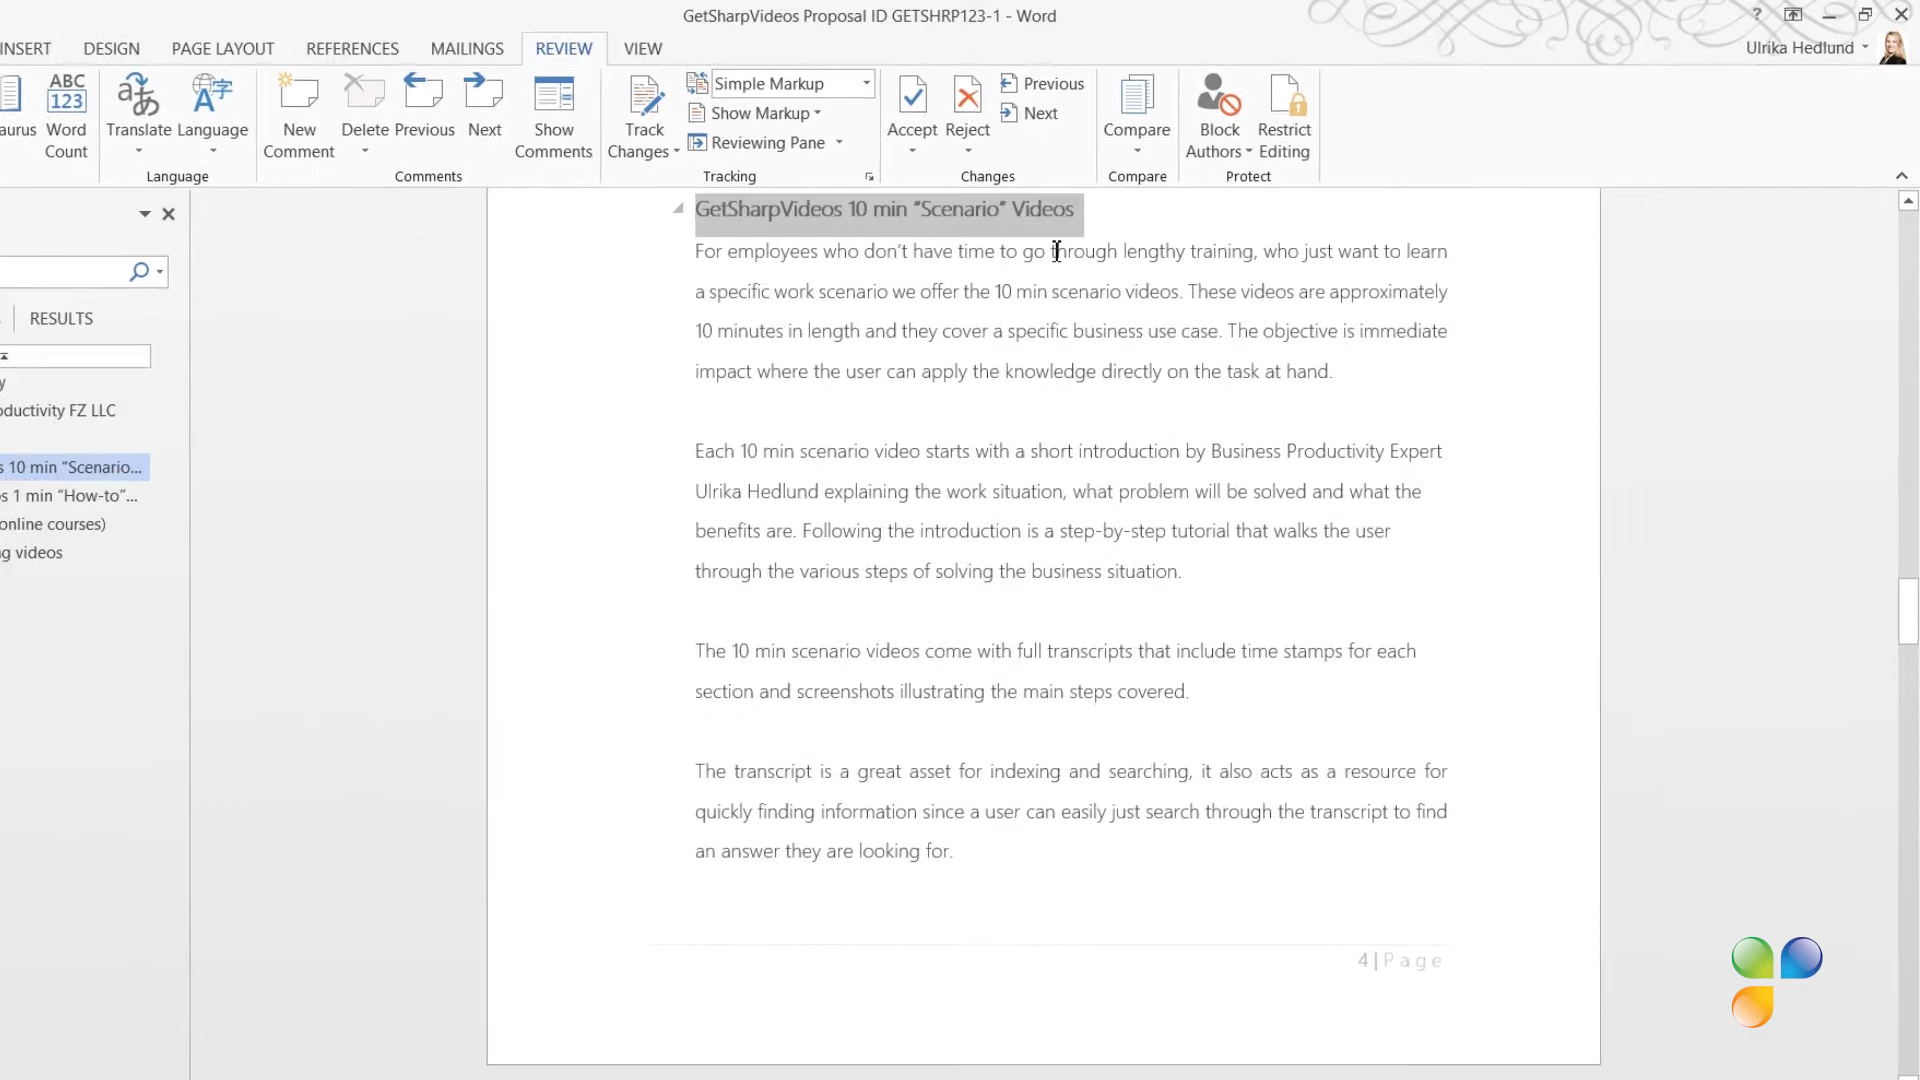 GetSharpVideos Proposal ID GETSHRP123-1 - Word
?
INSERT DESIGN PAGE LAYOUT REFERENCES MAILINGS REVIEW VIEW
Ulrika Hedlund
aurus
ABC
123
Word
Count
Translate
Language
Language
New
Comment
Delete
Previous
Next
Show
Comments
Comments
Track
Changes
Simple Markup
Show Markup
Reviewing Pane
Tracking
Accept
Reject
Previous
Next
Changes
Compare
Compare
Block
Authors
Restrict
Editing
Protect
RESULTS
y
oductivity FZ LLC
s 10 min “Scenario...
os 1 min “How-to”...
online courses)
g videos
GetSharpVideos 10 min “Scenario” Videos
For employees who don’t have time to go through lengthy training, who just want to learn
a specific work scenario we offer the 10 min scenario videos. These videos are approximately
10 minutes in length and they cover a specific business use case. The objective is immediate
impact where the user can apply the knowledge directly on the task at hand.
Each 10 min scenario video starts with a short introduction by Business Productivity Expert
Ulrika Hedlund explaining the work situation, what problem will be solved and what the
benefits are. Following the introduction is a step-by-step tutorial that walks the user
through the various steps of solving the business situation.
The 10 min scenario videos come with full transcripts that include time stamps for each
section and screenshots illustrating the main steps covered.
The transcript is a great asset for indexing and searching, it also acts as a resource for
quickly finding information since a user can easily just search through the transcript to find
an answer they are looking for.
4 | P a g e